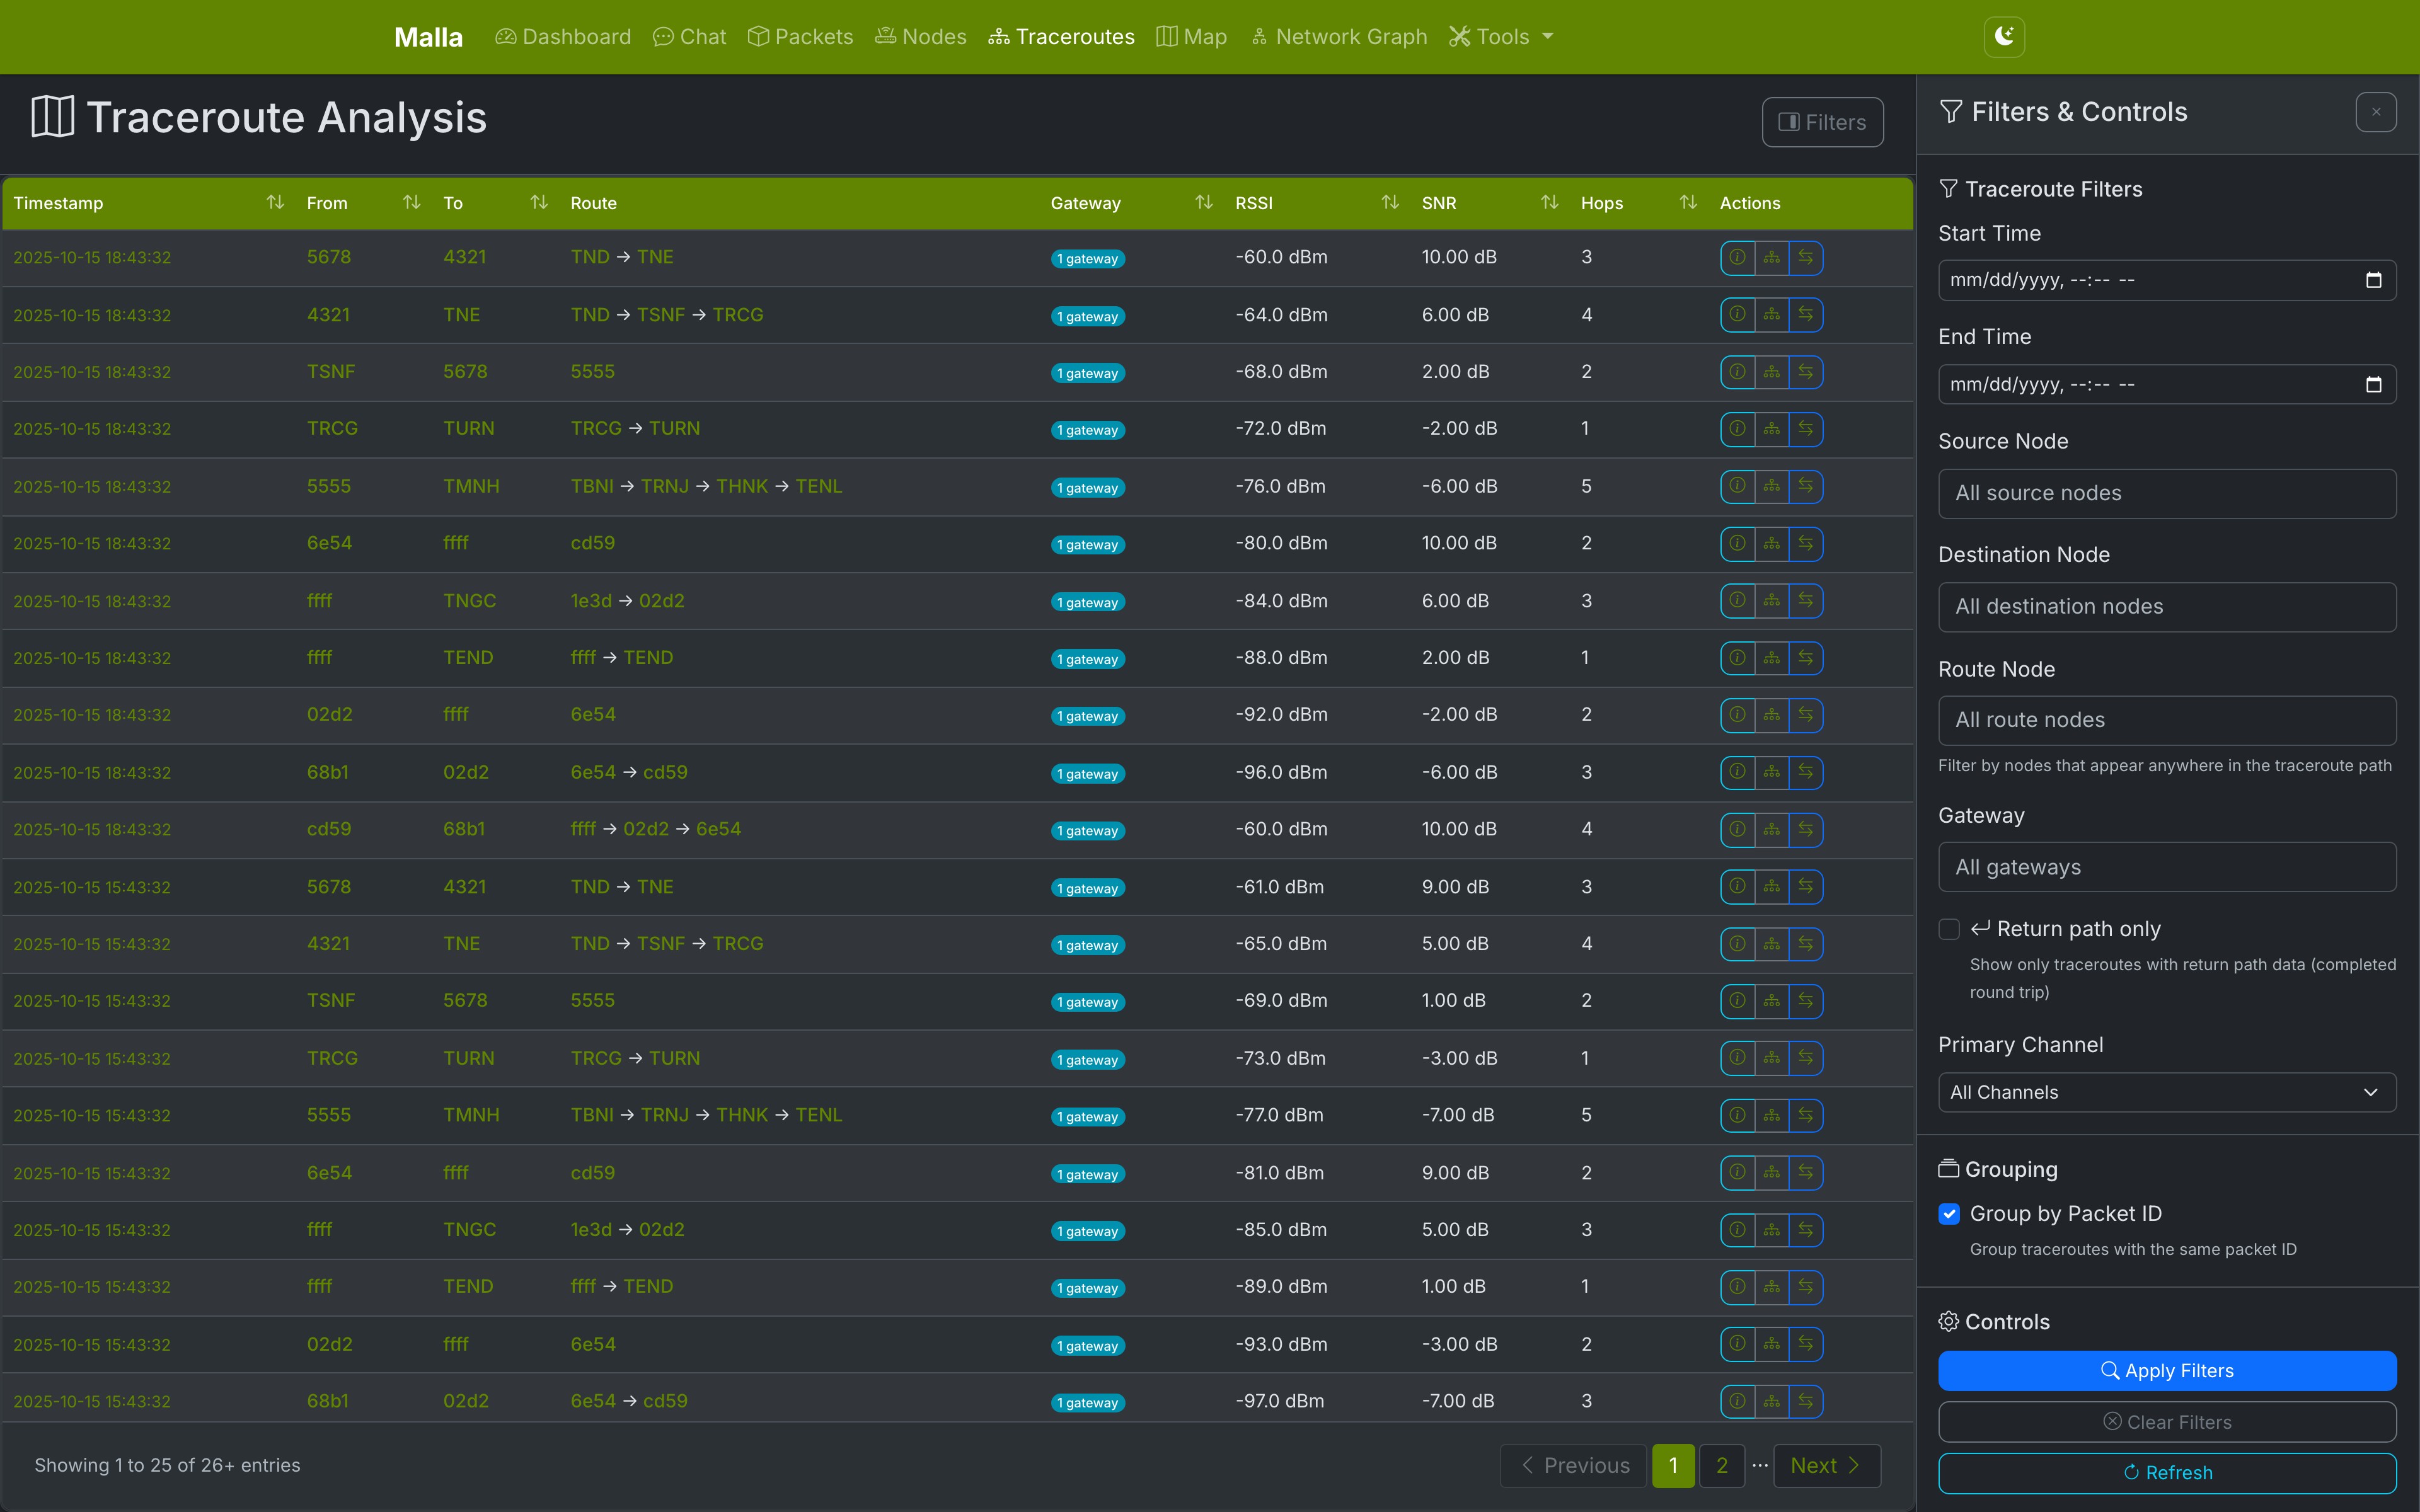 Malla Dashboard Chat Packets Nodes Traceroutes Map Network Graph Tools
Traceroute Analysis
Filters
Timestamp From To Route Gateway RSSI SNR Hops Actions
2025-10-15 18:43:32 5678 4321 TND → TNE 1 gateway -60.0 dBm 10.00 dB 3
2025-10-15 18:43:32 4321 TNE TND → TSNF → TRCG 1 gateway -64.0 dBm 6.00 dB 4
2025-10-15 18:43:32 TSNF 5678 5555 1 gateway -68.0 dBm 2.00 dB 2
2025-10-15 18:43:32 TRCG TURN TRCG → TURN 1 gateway -72.0 dBm -2.00 dB 1
2025-10-15 18:43:32 5555 TMNH TBNI → TRNJ → THNK → TENL 1 gateway -76.0 dBm -6.00 dB 5
2025-10-15 18:43:32 6e54 ffff cd59 1 gateway -80.0 dBm 10.00 dB 2
2025-10-15 18:43:32 ffff TNGC 1e3d → 02d2 1 gateway -84.0 dBm 6.00 dB 3
2025-10-15 18:43:32 ffff TEND ffff → TEND 1 gateway -88.0 dBm 2.00 dB 1
2025-10-15 18:43:32 02d2 ffff 6e54 1 gateway -92.0 dBm -2.00 dB 2
2025-10-15 18:43:32 68b1 02d2 6e54 → cd59 1 gateway -96.0 dBm -6.00 dB 3
2025-10-15 18:43:32 cd59 68b1 ffff → 02d2 → 6e54 1 gateway -60.0 dBm 10.00 dB 4
2025-10-15 15:43:32 5678 4321 TND → TNE 1 gateway -61.0 dBm 9.00 dB 3
2025-10-15 15:43:32 4321 TNE TND → TSNF → TRCG 1 gateway -65.0 dBm 5.00 dB 4
2025-10-15 15:43:32 TSNF 5678 5555 1 gateway -69.0 dBm 1.00 dB 2
2025-10-15 15:43:32 TRCG TURN TRCG → TURN 1 gateway -73.0 dBm -3.00 dB 1
2025-10-15 15:43:32 5555 TMNH TBNI → TRNJ → THNK → TENL 1 gateway -77.0 dBm -7.00 dB 5
2025-10-15 15:43:32 6e54 ffff cd59 1 gateway -81.0 dBm 9.00 dB 2
2025-10-15 15:43:32 ffff TNGC 1e3d → 02d2 1 gateway -85.0 dBm 5.00 dB 3
2025-10-15 15:43:32 ffff TEND ffff → TEND 1 gateway -89.0 dBm 1.00 dB 1
2025-10-15 15:43:32 02d2 ffff 6e54 1 gateway -93.0 dBm -3.00 dB 2
2025-10-15 15:43:32 68b1 02d2 6e54 → cd59 1 gateway -97.0 dBm -7.00 dB 3
Showing 1 to 25 of 26+ entries
Previous 1 2 ... Next
Filters & Controls
Traceroute Filters
Start Time
mm/dd/yyyy, --:-- --
End Time
mm/dd/yyyy, --:-- --
Source Node
All source nodes
Destination Node
All destination nodes
Route Node
All route nodes
Filter by nodes that appear anywhere in the traceroute path
Gateway
All gateways
Return path only
Show only traceroutes with return path data (completed
round trip)
Primary Channel
All Channels
Grouping
Group by Packet ID
Group traceroutes with the same packet ID
Controls
Apply Filters
Clear Filters
Refresh